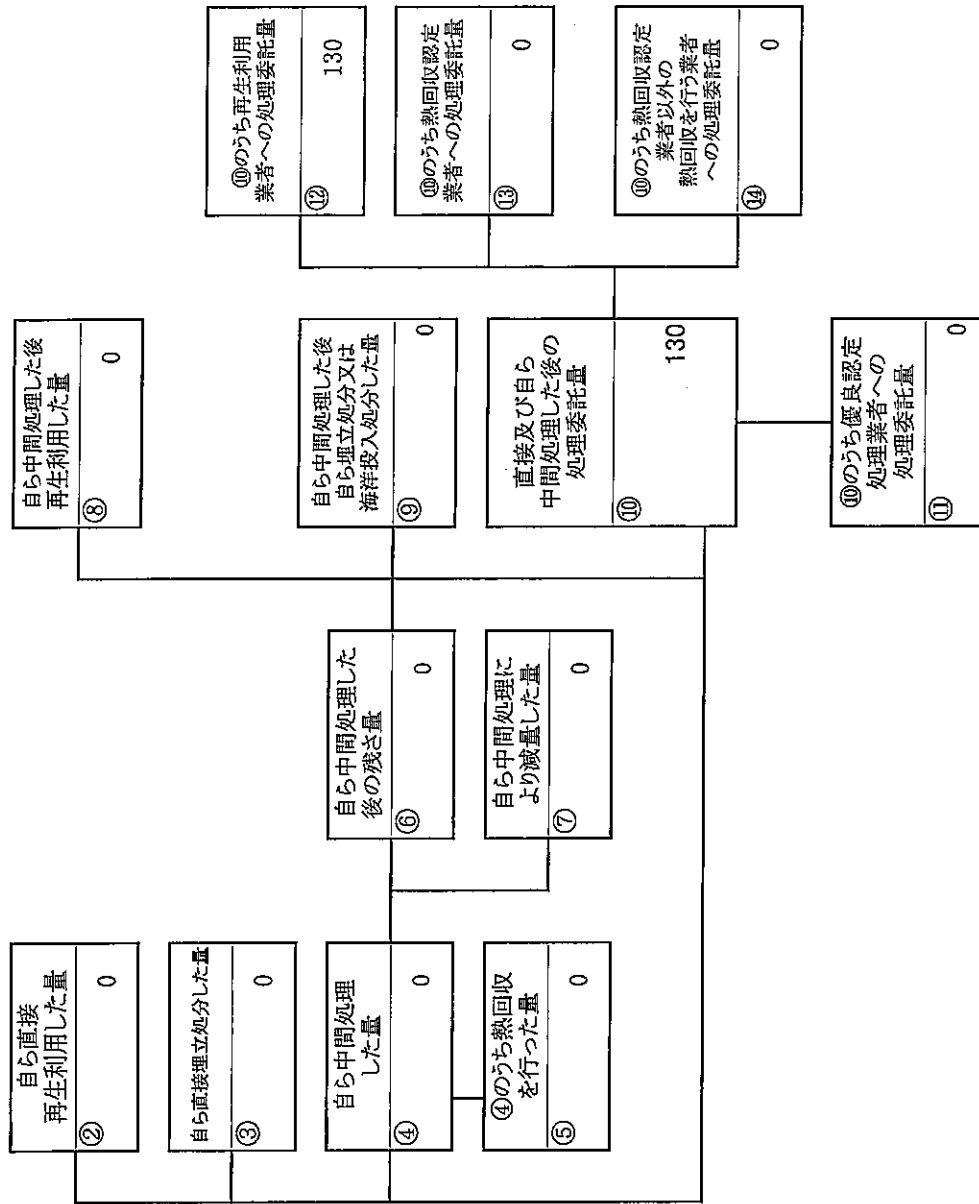 自ら直接
再生利用した量
②
0
自ら直接埋立処分した量
③
0
自ら中間処理
した量
④
0
④のうち熱回収
を行った量
⑤
0
自ら中間処理した
後の残さ量
⑥
0
自ら中間処理に
より減量した量
⑦
0
自ら中間処理した後
再生利用した量
⑧
0
自ら中間処理した後
自ら埋立処分又は
海洋投入処分した量
⑨
0
直接及び自ら
中間処理した後の
処理委託量
⑩
130
⑩のうち優良認定
処理業者への
処理委託量
⑪
0
⑩のうち再生利用
業者への処理委託量
⑫
130
⑩のうち熱回収認定
業者への処理委託量
⑬
0
⑩のうち熱回収認定
業者以外の
熱回収を行う業者
への処理委託量
⑭
0